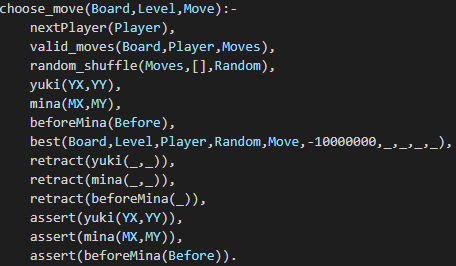 choose_move(Board,Level,Move):-
    nextPlayer(Player),
    valid_moves(Board,Player,Moves),
    random_shuffle(Moves,[],Random),
    yuki(YX,YY),
    mina(MX,MY),
    beforeMina(Before),
    best(Board,Level,Player,Random,Move,-10000000,_,_,_,_),
    retract(yuki(_,_)),
    retract(mina(_,_)),
    retract(beforeMina(_)),
    assert(yuki(YX,YY)),
    assert(mina(MX,MY)),
    assert(beforeMina(Before)).